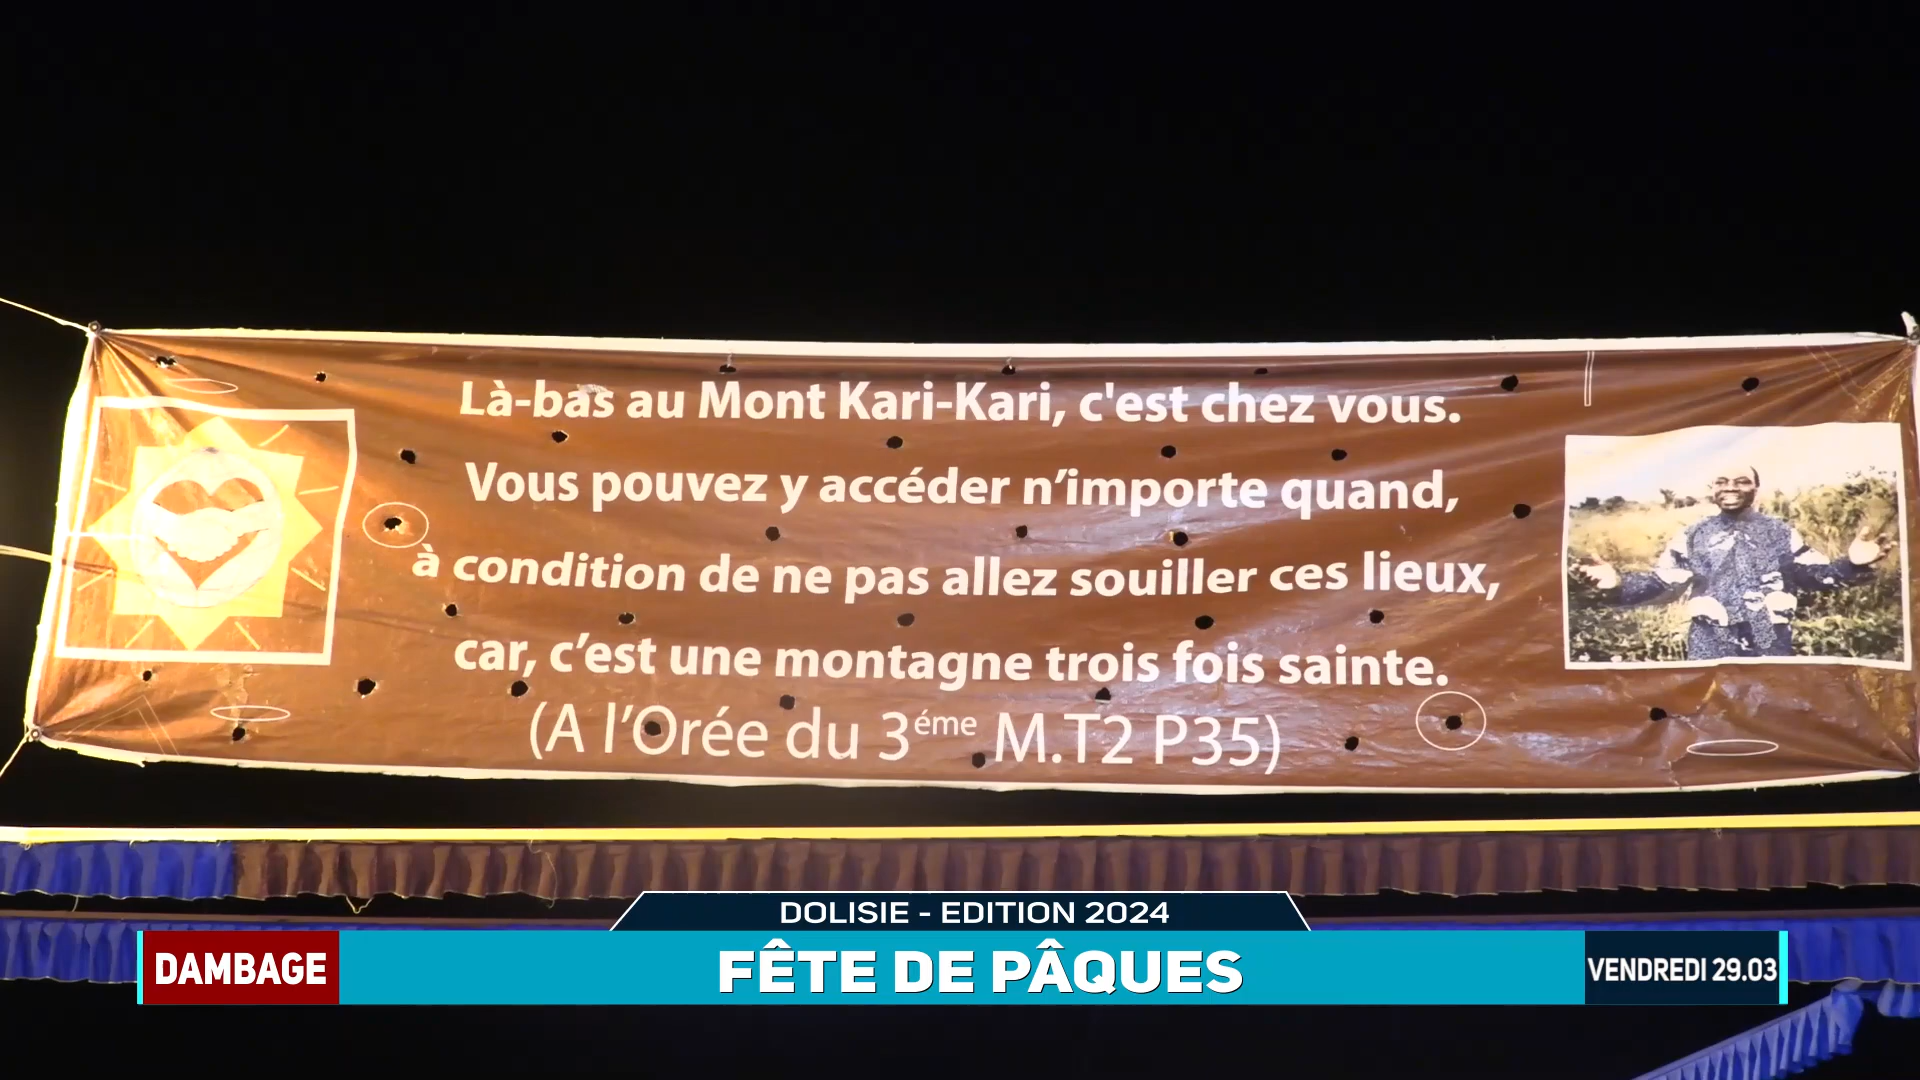 Là-bas au Mont Kari-Kari, c'est chez vous.
Vous pouvez y accéder n’importe quand,
à condition de ne pas allez souiller ces lieux,
car, c’est une montagne trois fois sainte.
(A l’Orée du 3éme M.T2 P35)
DOLISIE - EDITION 2024
DAMBAGE
FÊTE DE PÂQUES
VENDREDI 29.03